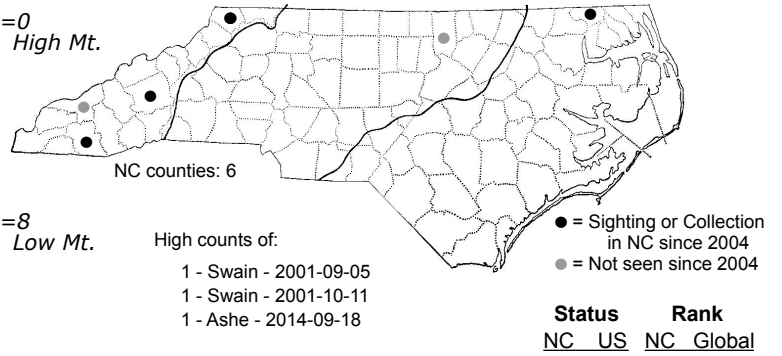 =0
High Mt.
NC counties: 6
=8
Low Mt.
High counts of:
1 - Swain - 2001-09-05
1 - Swain - 2001-10-11
1 - Ashe - 2014-09-18
= Sighting or Collection
in NC since 2004
= Not seen since 2004
Status Rank
NC US NC Global